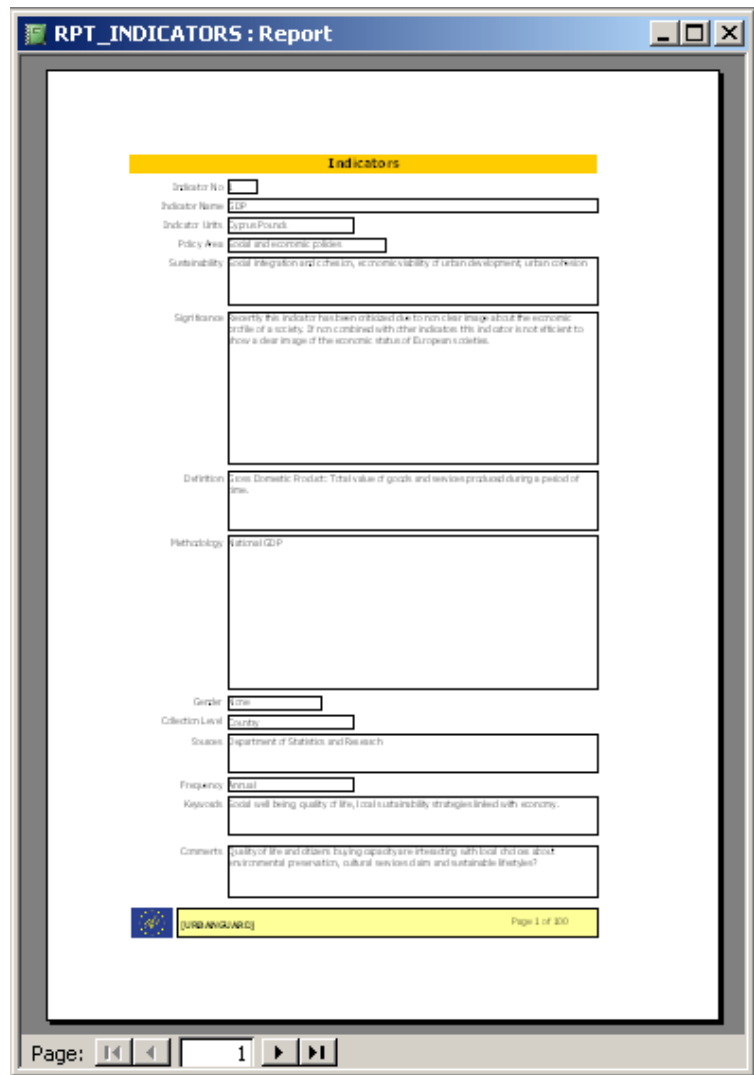 RPT_INDICATORS : Report
Indicators
Indicator No 1
Indicator Name GDP
Indicator Units Cyprus Pounds
Policy Area Social and economic policies
Sustainability Social integration and cohesion, economic viability of urban development, urban cohesion
Significance Recently this indicator has been criticized due to non clear image about the economic
profile of a society. If non combined with other indicators this indicator is not efficient to
show a clear image of the economic status of European societies.
Definition Gross Domestic Product: Total value of goods and services produced during a period of
time.
Methodology National GDP
Gender None
Collection Level Country
Sources Department of Statistics and Research
Frequency Annual
Keywords Social well being, quality of life, local sustainability strategies linked with economy.
Comments Quality of life and citizens buying capacity are interacting with local choices about
environmental preservation, cultural services claim and sustainable lifestyles?
[URBANGUARD] Page 1 of 100
Page: 1